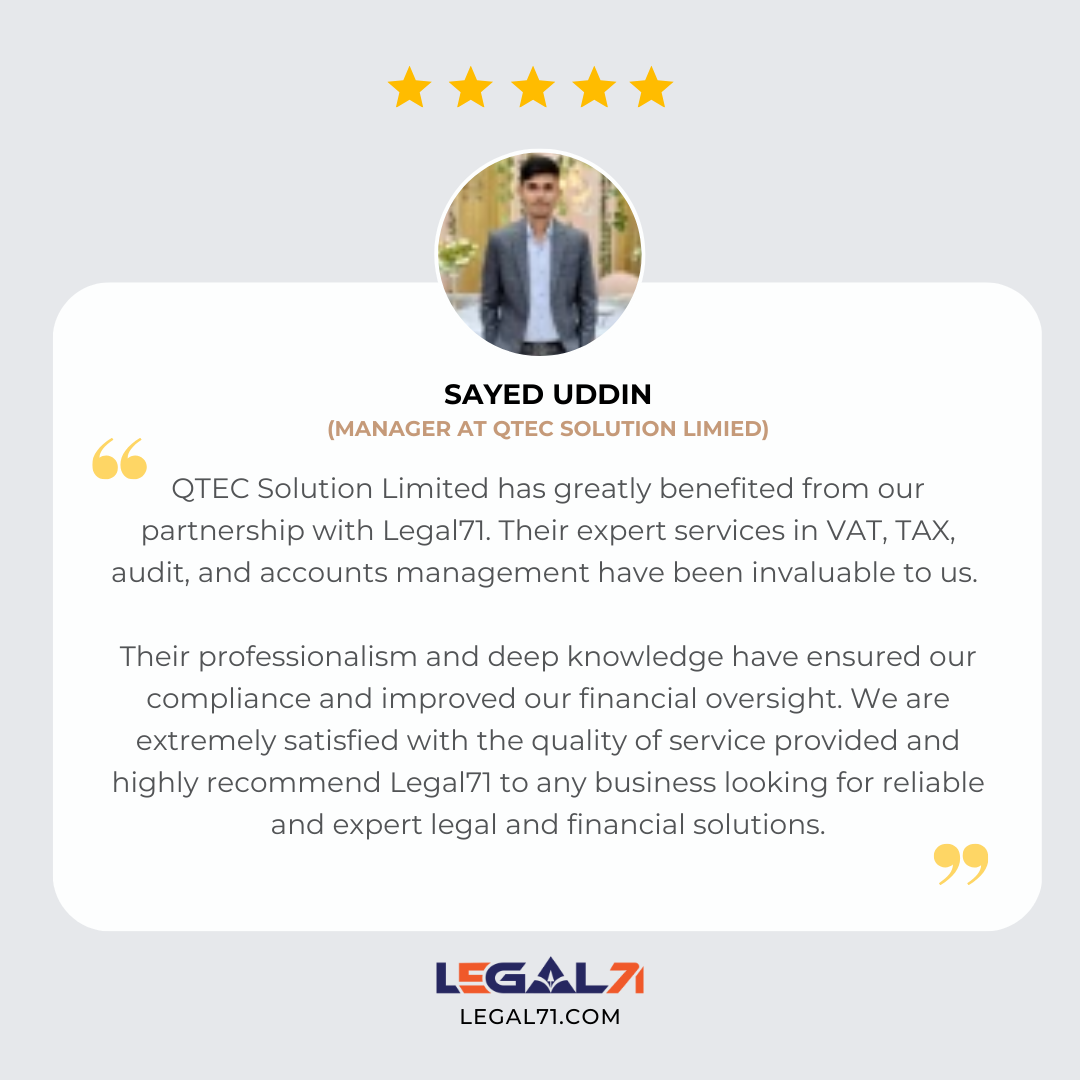 SAYED UDDIN
(MANAGER AT QTEC SOLUTION LIMIED)
QTEC Solution Limited has greatly benefited from our
partnership with Legal71. Their expert services in VAT, TAX,
audit, and accounts management have been invaluable to us.
Their professionalism and deep knowledge have ensured our
compliance and improved our financial oversight. We are
extremely satisfied with the quality of service provided and
highly recommend Legal71 to any business looking for reliable
and expert legal and financial solutions.
LEGAL71
LEGAL71.COM